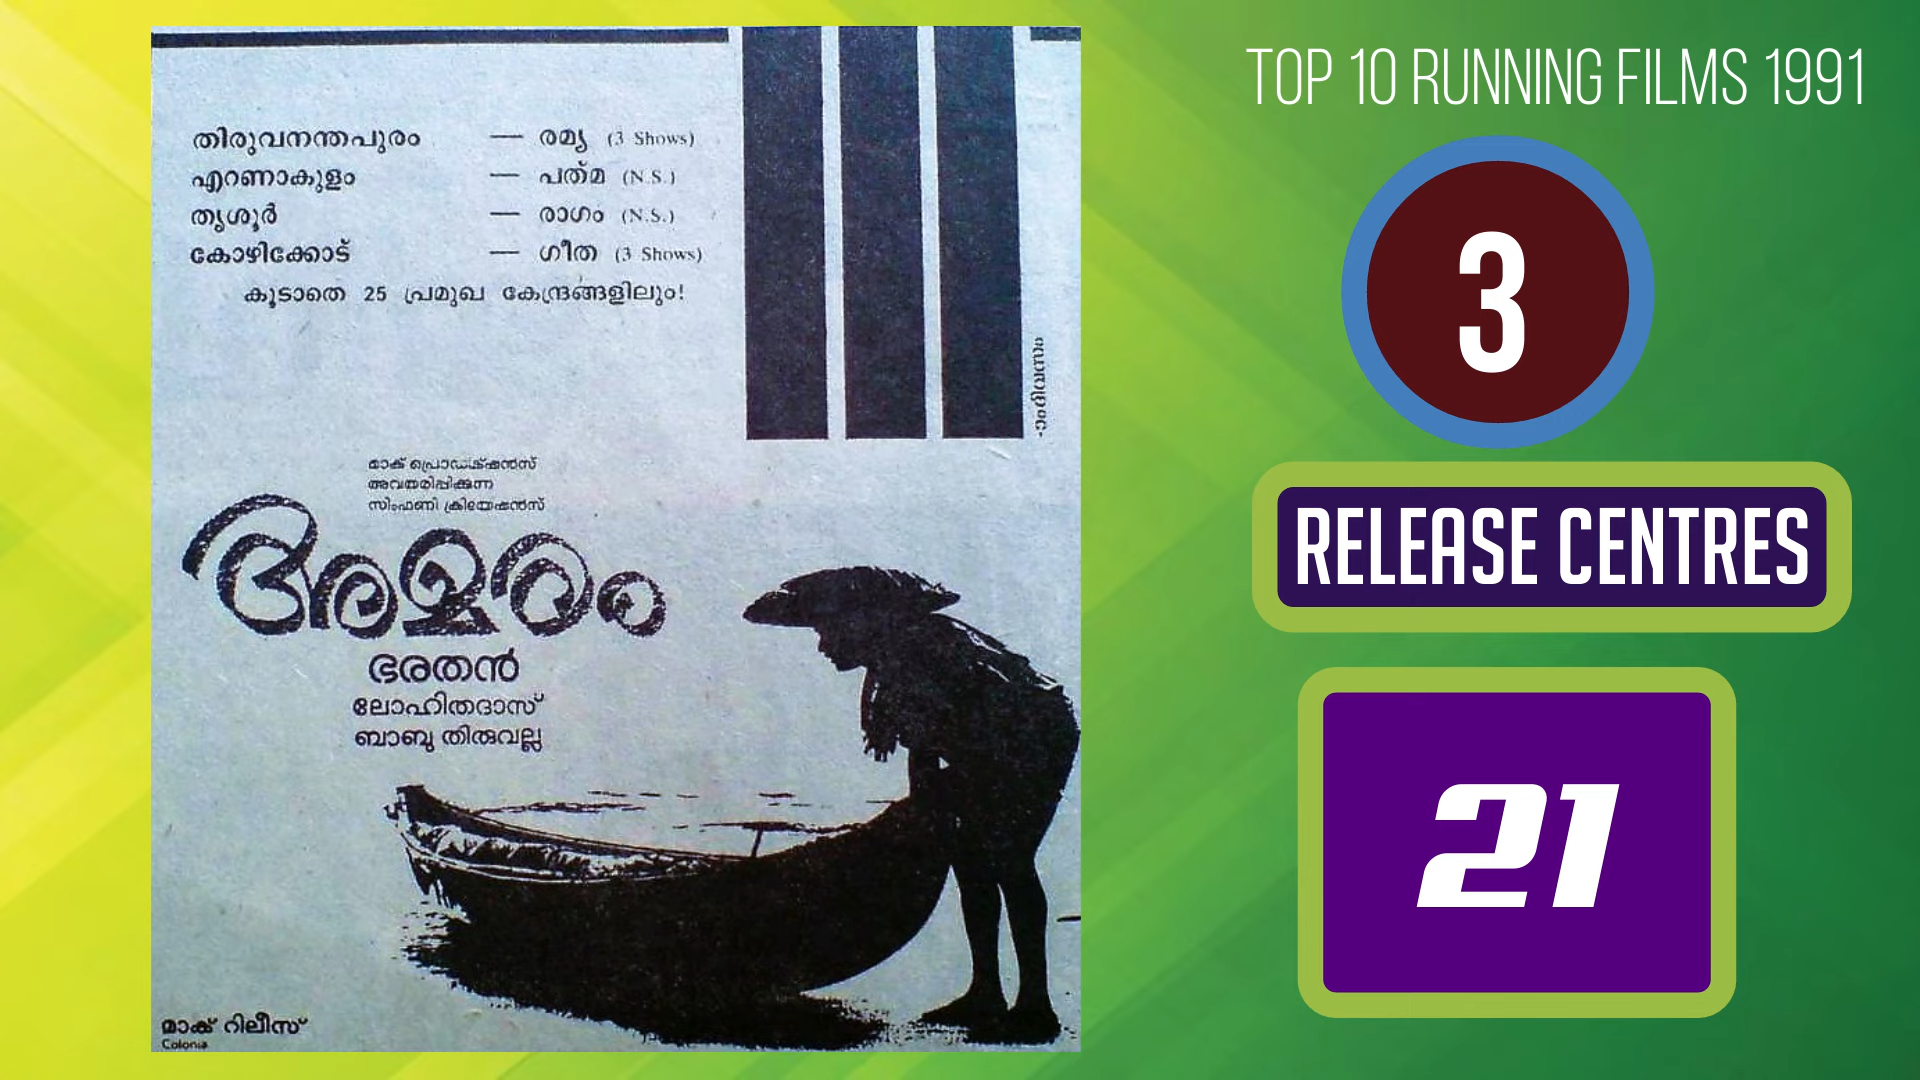 TOP 10 RUNNING FILMS 1991
3
RELEASE CENTRES
21
തിരുവനന്തപുരം — രമ്യ (3 Shows)
എറണാകുളം — പത്മ (N.S.)
തൃശൂർ — രാഗം (N.S.)
കോഴിക്കോട് — ഗീത (3 Shows)
കൂടാതെ 25 പ്രമുഖ കേന്ദ്രങ്ങളിലും!
-ാംദിവസം
മാക് പ്രൊഡക്ഷൻസ്
അവതരിപ്പിക്കുന്ന
സിംഫണി ക്രിയേഷൻസ്
അമരം
ഭരതൻ
ലോഹിതദാസ്
ബാബു തിരുവല്ല
മാക് റിലീസ്
Colonia